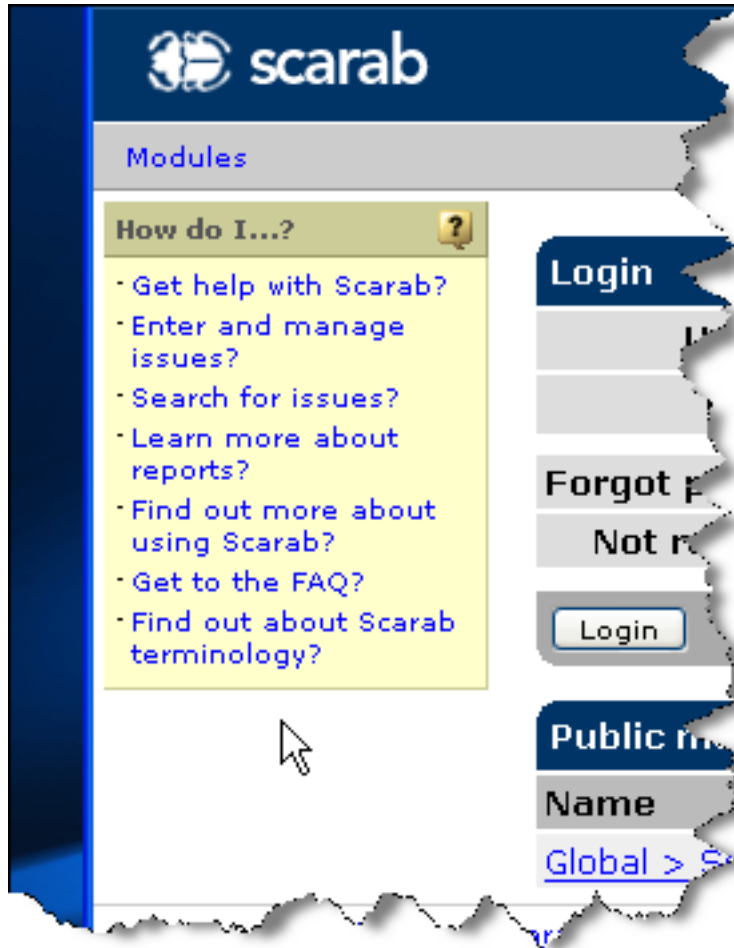 scarab
Modules
How do I...?
Get help with Scarab?
Enter and manage
issues?
Search for issues?
Learn more about
reports?
Find out more about
using Scarab?
Get to the FAQ?
Find out about Scarab
terminology?
Login
Forgot
Not
Login
Public
Name
Global >